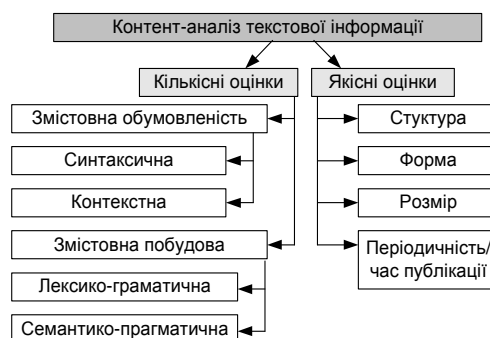 Контент-аналіз текстової інформації
Кількісні оцінки
Якісні оцінки
Змістовна обумовленість
Синтаксична
Контекстна
Змістовна побудова
Лексико-граматична
Семантико-прагматична
Стуктура
Форма
Розмір
Періодичність/
час публікації